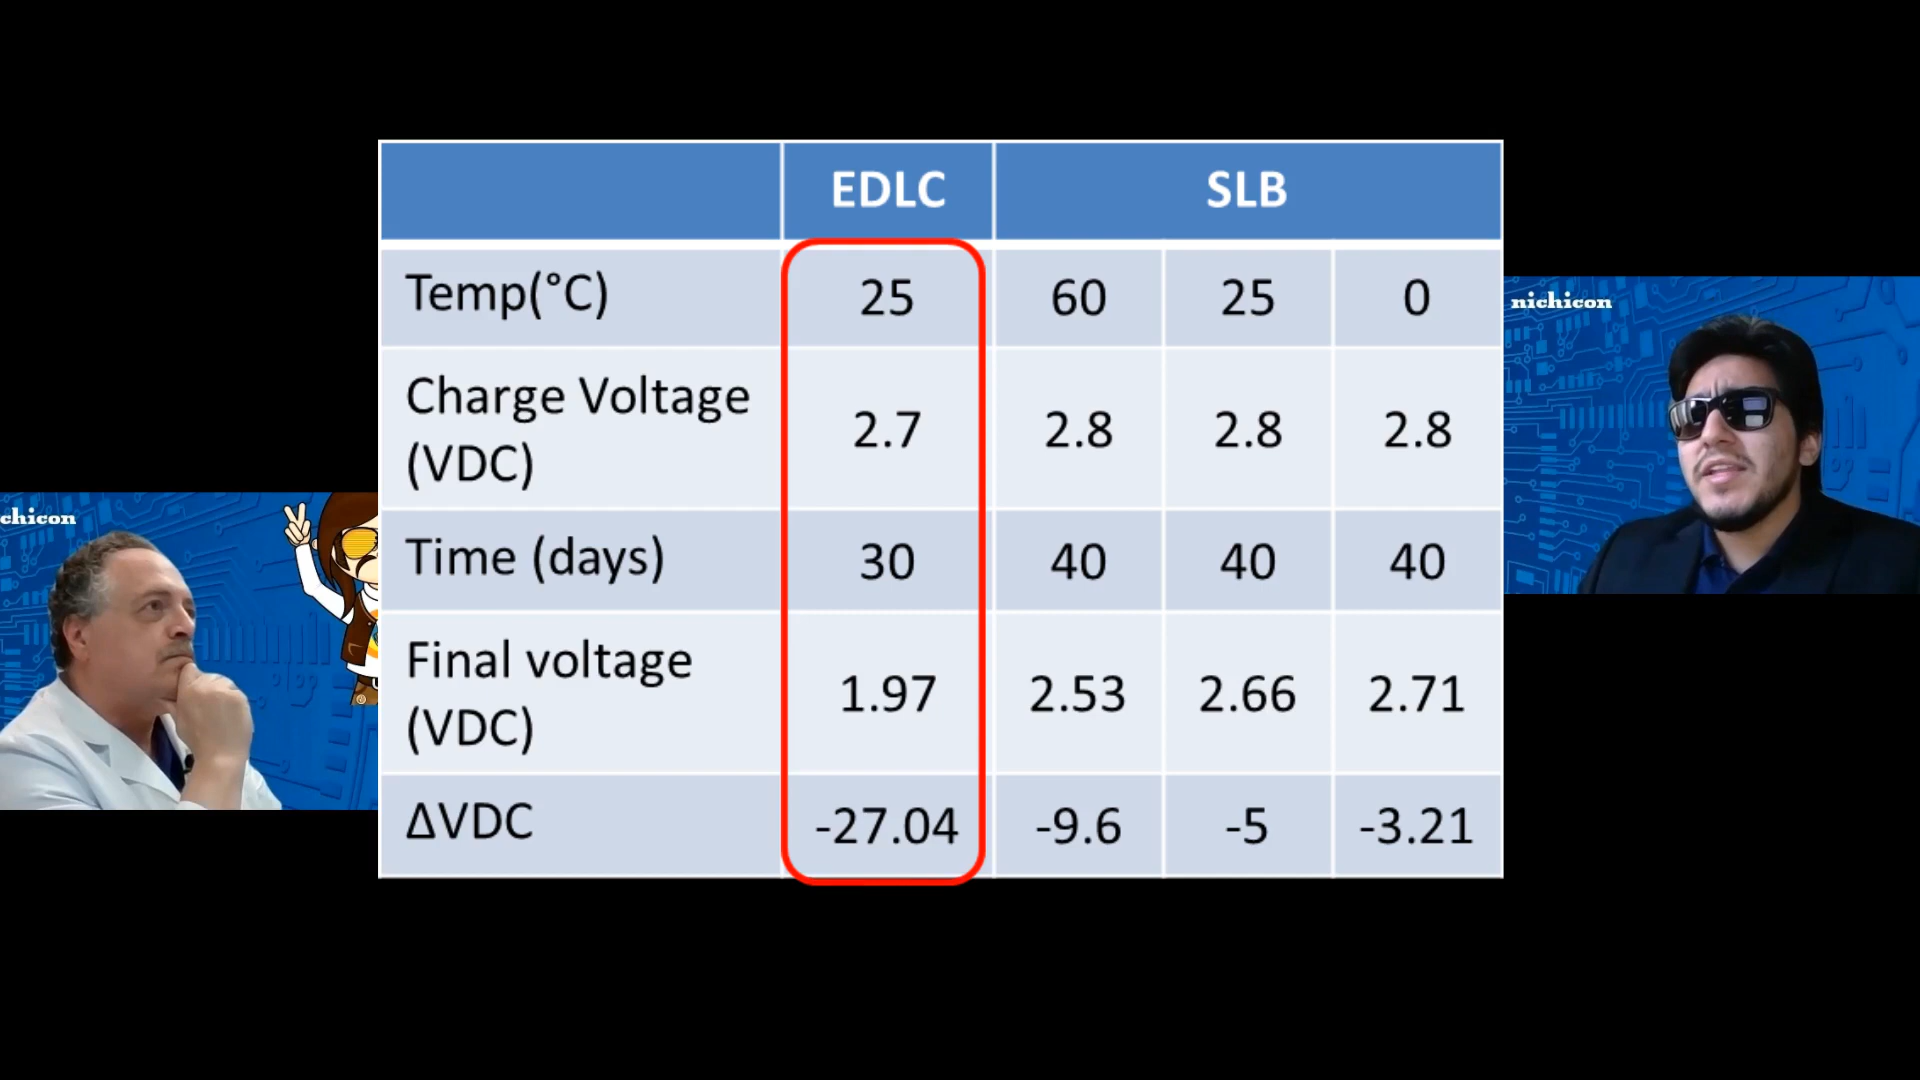 EDLC SLB
Temp(°C) 25 60 25 0
Charge Voltage
(VDC) 2.7 2.8 2.8 2.8
Time (days) 30 40 40 40
Final voltage
(VDC) 1.97 2.53 2.66 2.71
ΔVDC -27.04 -9.6 -5 -3.21
nichicon
chicon